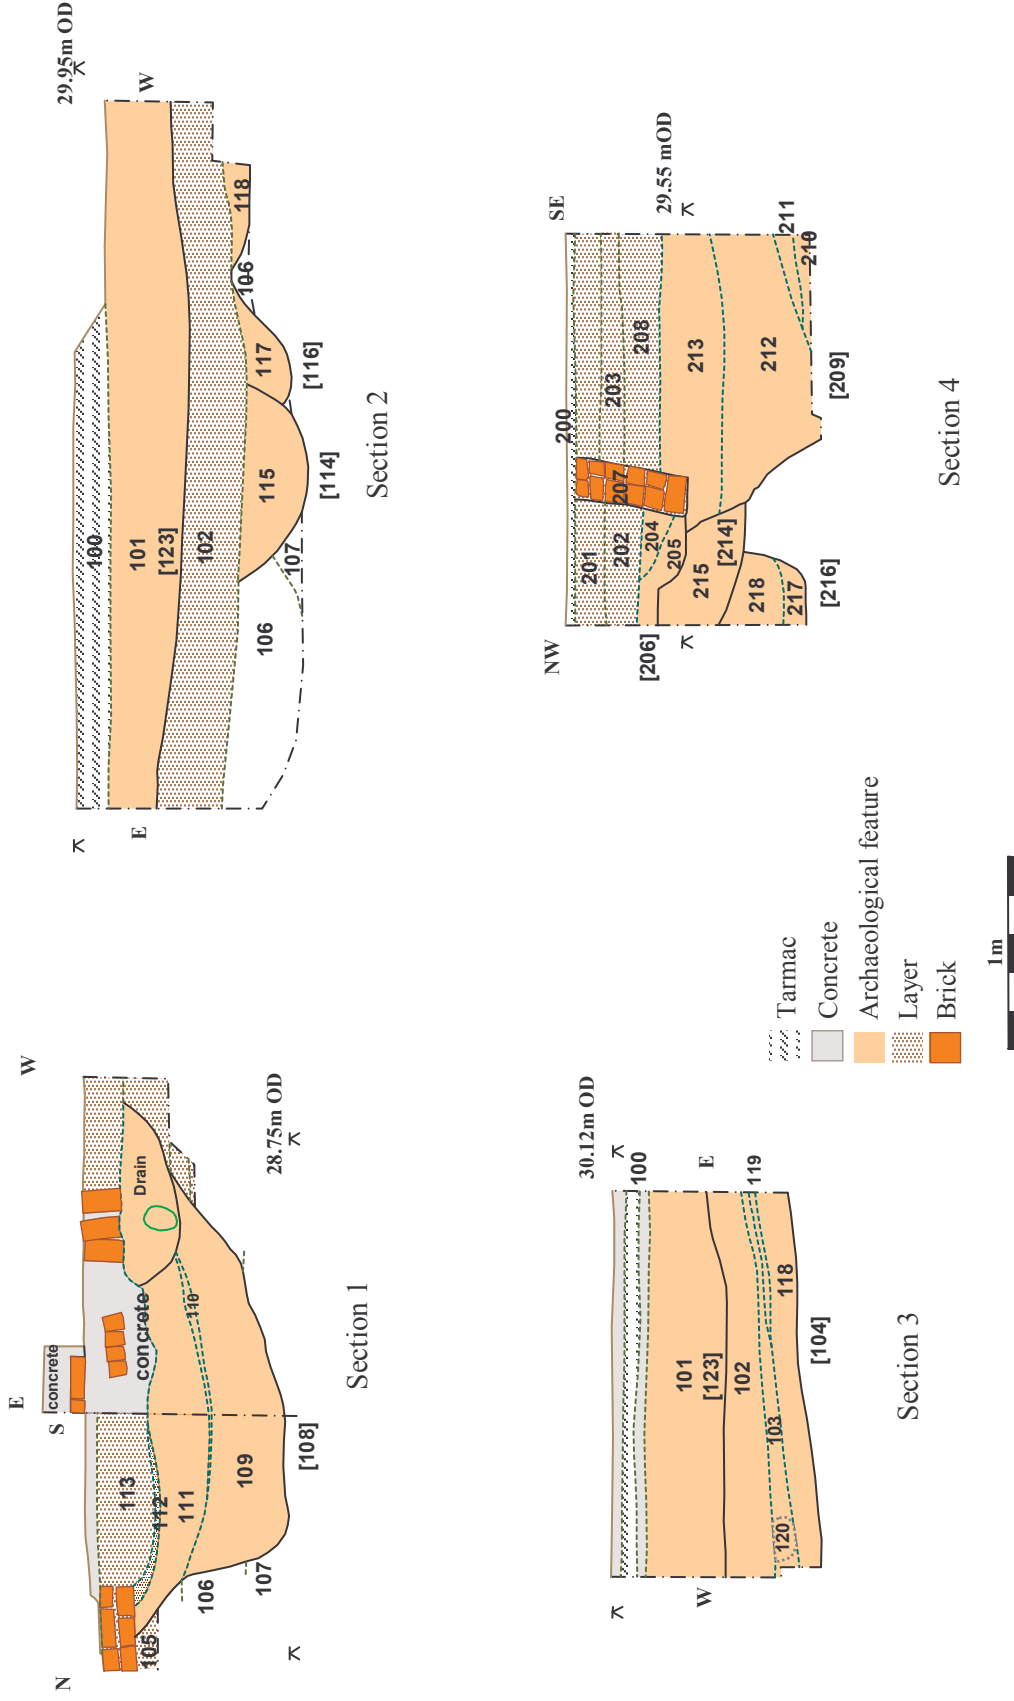 E
S
N
W
concrete
concrete
Drain
113
112
111
110
109
105
106
107
[108]
28.75m OD
Section 1
29.95m OD
E
W
100
101
[123]
102
106
107
115
[114]
117
[116]
106
118
Section 2
30.12m OD
W
E
100
101
[123]
102
103
119
120
118
[104]
Section 3
NW
SE
29.55 mOD
200
201
202
203
204
205
[206]
207
208
215
[214]
213
212
211
210
[209]
218
217
[216]
Section 4
Tarmac
Concrete
Archaeological feature
Layer
Brick
1m